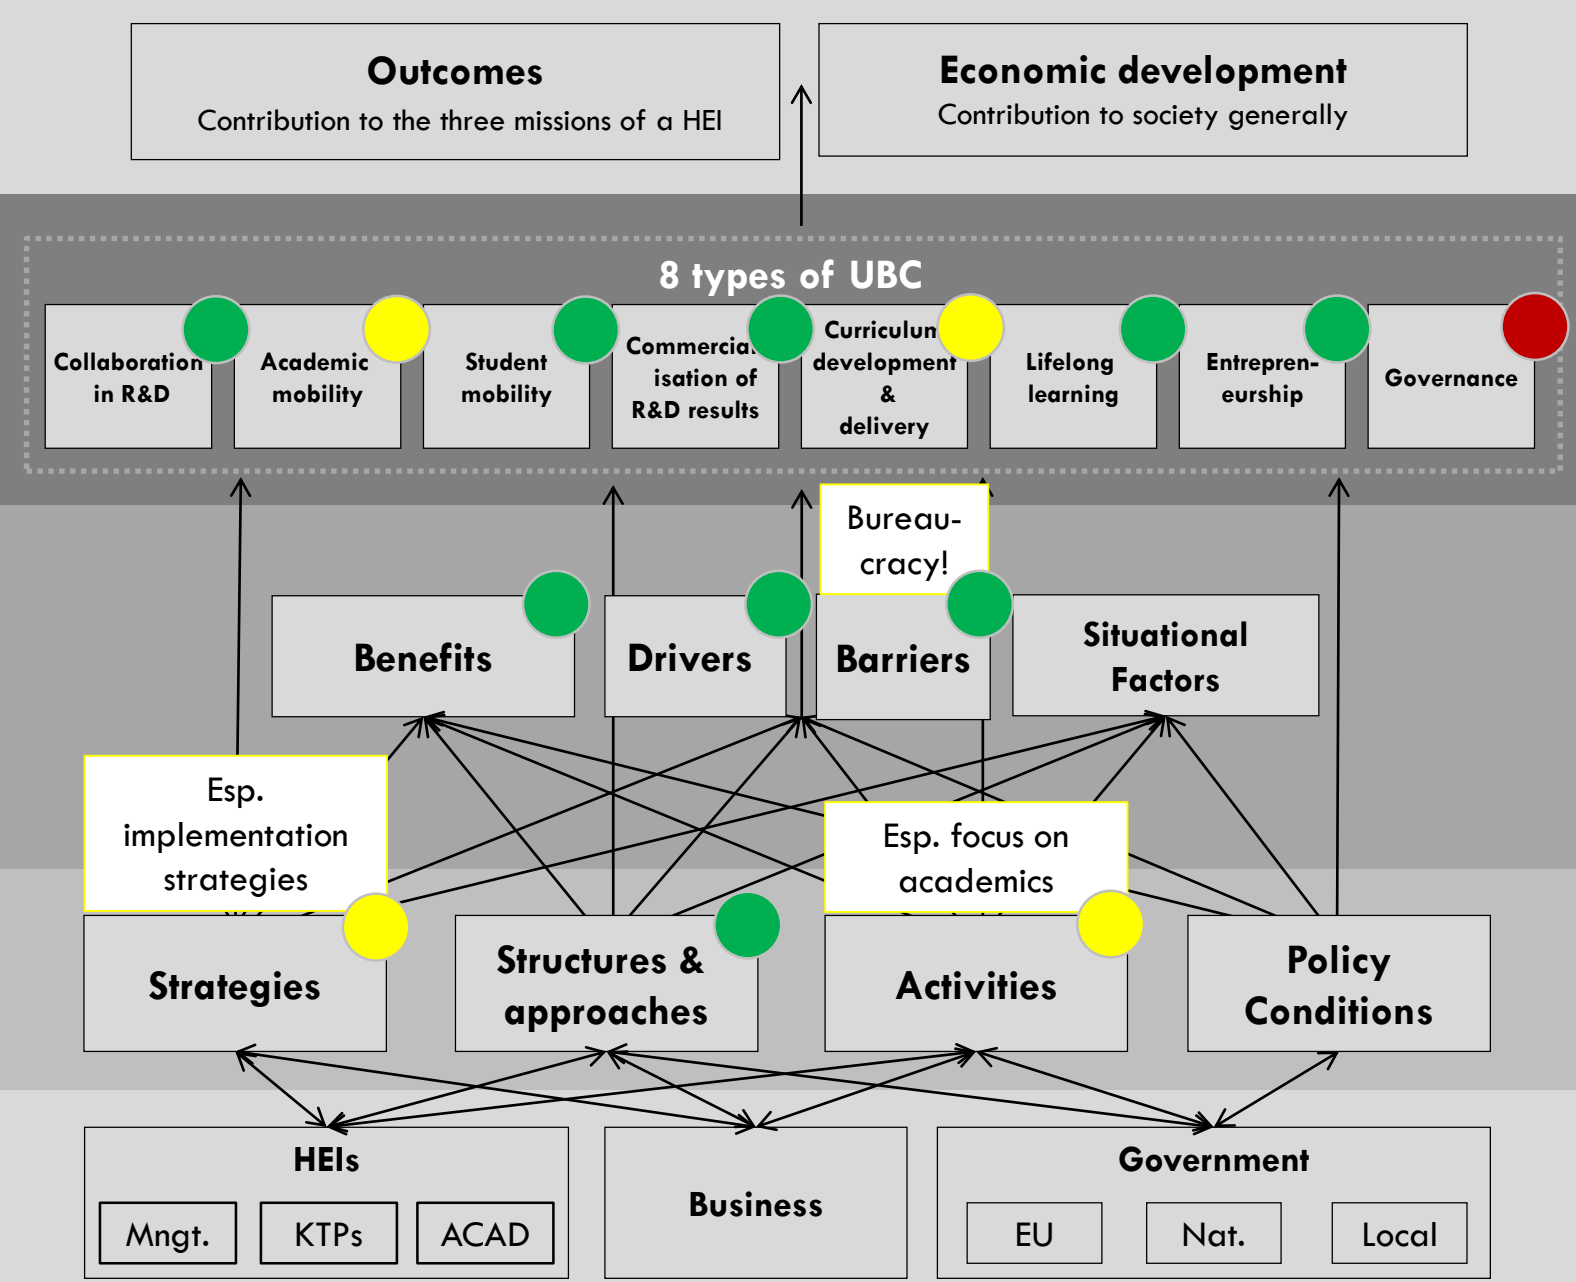 Outcomes
Contribution to the three missions of a HEI
Economic development
Contribution to society generally
8 types of UBC
Collaboration
in R&D
Academic
mobility
Student
mobility
Commercial
isation of
R&D results
Curriculum
development
&
delivery
Lifelong
learning
Entrepren-
eurship
Governance
Bureau-
cracy!
Benefits
Drivers
Barriers
Situational
Factors
Esp.
implementation
strategies
Esp. focus on
academics
Strategies
Structures &
approaches
Activities
Policy
Conditions
HEIs
Mngt.
KTPs
ACAD
Business
Government
EU
Nat.
Local